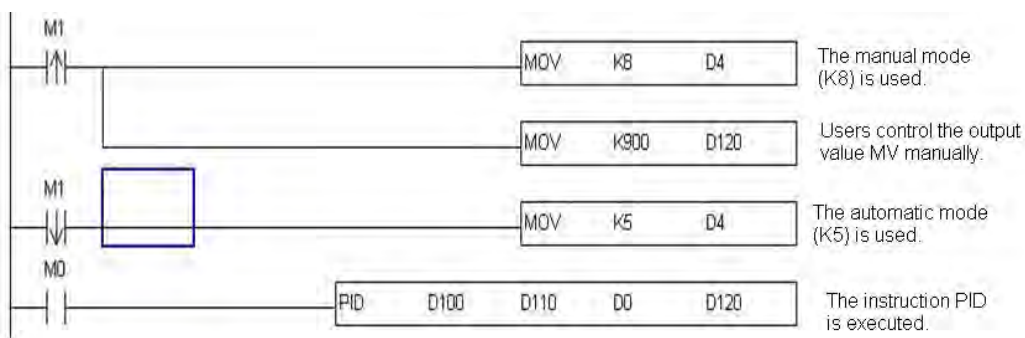 M1
MOV K8 D4
The manual mode
(K8) is used.
MOV K900 D120
Users control the output
value MV manually.
M1
MOV K5 D4
The automatic mode
(K5) is used.
M0
PID D100 D110 D0 D120
The instruction PID
is executed.